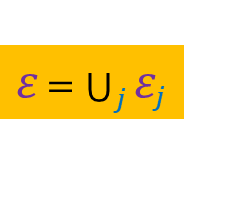 ℰ = ⋃ⱼ ℰⱼ